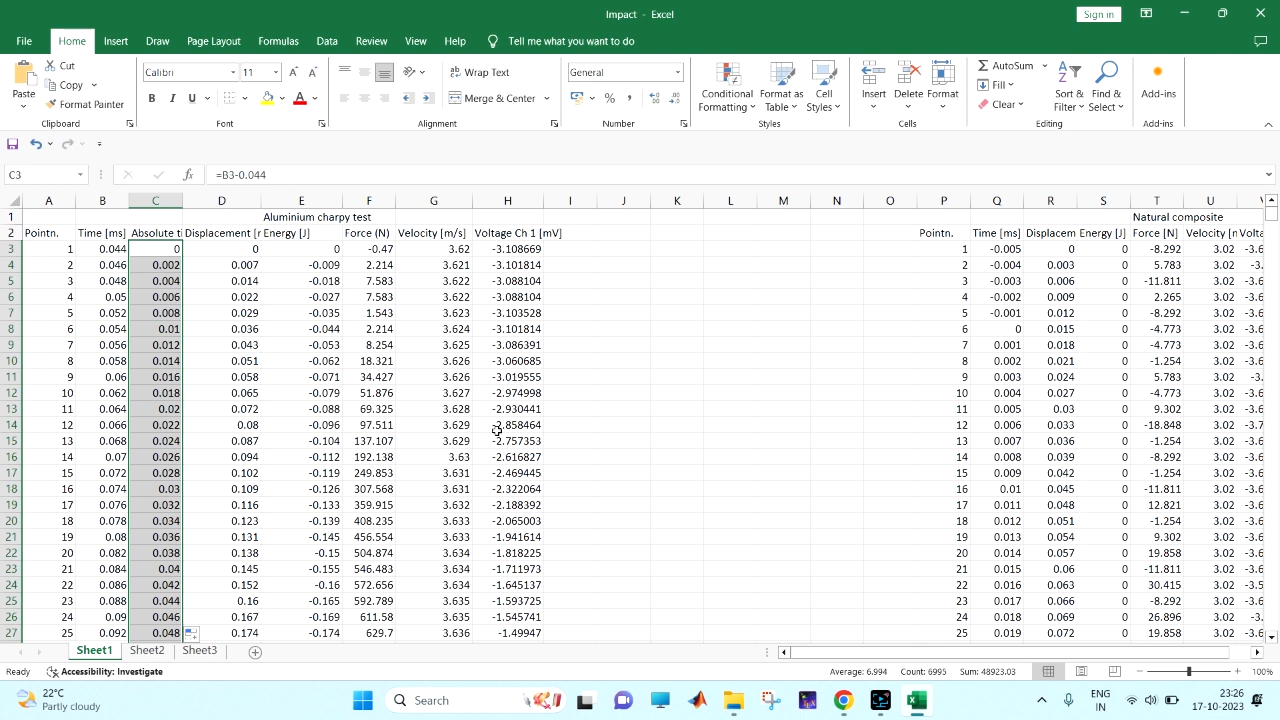 Impact - Excel
Sign in
File Home Insert Draw Page Layout Formulas Data Review View Help Tell me what you want to do
Paste Cut Copy Format Painter Calibri 11 B I U Wrap Text Merge & Center General % Conditional Formatting Format as Table Cell Styles Insert Delete Format AutoSum Fill Clear Sort & Filter Find & Select Add-ins
Clipboard Font Alignment Number Styles Cells Editing Add-ins
C3 fx =B3-0.044
A B C D E F G H I J K L M N O P Q R S T U V
1 Aluminium charpy test Natural composite
2 Pointn. Time [ms] Absolute ti Displacement [r Energy [J] Force (N) Velocity [m/s] Voltage Ch 1 [mV] Pointn. Time [ms] Displacem Energy [J] Force [N] Velocity [n Volta
3 1 0.044 0 0 0 -0.47 3.62 -3.108669 1 -0.005 0 0 -8.292 3.02 -3.6
4 2 0.046 0.002 0.007 -0.009 2.214 3.621 -3.101814 2 -0.004 0.003 0 5.783 3.02 -3.
5 3 0.048 0.004 0.014 -0.018 7.583 3.622 -3.088104 3 -0.003 0.006 0 -11.811 3.02 -3.6
6 4 0.05 0.006 0.022 -0.027 7.583 3.622 -3.088104 4 -0.002 0.009 0 2.265 3.02 -3.6
7 5 0.052 0.008 0.029 -0.035 1.543 3.623 -3.103528 5 -0.001 0.012 0 -8.292 3.02 -3.6
8 6 0.054 0.01 0.036 -0.044 2.214 3.624 -3.101814 6 0 0.015 0 -4.773 3.02 -3.6
9 7 0.056 0.012 0.043 -0.053 8.254 3.625 -3.086391 7 0.001 0.018 0 -4.773 3.02 -3.6
10 8 0.058 0.014 0.051 -0.062 18.321 3.626 -3.060685 8 0.002 0.021 0 -1.254 3.02 -3.6
11 9 0.06 0.016 0.058 -0.071 34.427 3.626 -3.019555 9 0.003 0.024 0 5.783 3.02 -3.
12 10 0.062 0.018 0.065 -0.079 51.876 3.627 -2.974998 10 0.004 0.027 0 -4.773 3.02 -3.6
13 11 0.064 0.02 0.072 -0.088 69.325 3.628 -2.930441 11 0.005 0.03 0 9.302 3.02 -3.6
14 12 0.066 0.022 0.08 -0.096 97.511 3.629 -2.858464 12 0.006 0.033 0 -18.848 3.02 -3.7
15 13 0.068 0.024 0.087 -0.104 137.107 3.629 -2.757353 13 0.007 0.036 0 -1.254 3.02 -3.6
16 14 0.07 0.026 0.094 -0.112 192.138 3.63 -2.616827 14 0.008 0.039 0 -8.292 3.02 -3.6
17 15 0.072 0.028 0.102 -0.119 249.853 3.631 -2.469445 15 0.009 0.042 0 -1.254 3.02 -3.6
18 16 0.074 0.03 0.109 -0.126 307.568 3.631 -2.322064 16 0.01 0.045 0 -11.811 3.02 -3.6
19 17 0.076 0.032 0.116 -0.133 359.915 3.632 -2.188392 17 0.011 0.048 0 12.821 3.02 -3.6
20 18 0.078 0.034 0.123 -0.139 408.235 3.633 -2.065003 18 0.012 0.051 0 -1.254 3.02 -3.6
21 19 0.08 0.036 0.131 -0.145 456.554 3.633 -1.941614 19 0.013 0.054 0 9.302 3.02 -3.6
22 20 0.082 0.038 0.138 -0.15 504.874 3.634 -1.818225 20 0.014 0.057 0 19.858 3.02 -3.6
23 21 0.084 0.04 0.145 -0.155 546.483 3.634 -1.711973 21 0.015 0.06 0 -11.811 3.02 -3.6
24 22 0.086 0.042 0.152 -0.16 572.656 3.634 -1.645137 22 0.016 0.063 0 30.415 3.02 -3.5
25 23 0.088 0.044 0.16 -0.165 592.789 3.635 -1.593725 23 0.017 0.066 0 -8.292 3.02 -3.6
26 24 0.09 0.046 0.167 -0.169 611.58 3.635 -1.545741 24 0.018 0.069 0 26.896 3.02 -3.
27 25 0.092 0.048 0.174 -0.174 629.7 3.636 -1.49947 25 0.019 0.072 0 19.858 3.02 -3.6
Sheet1 Sheet2 Sheet3
Ready Accessibility: Investigate Average: 6.994 Count: 6995 Sum: 48923.03 100%
22°C Partly cloudy Search ENG IN 23:26 17-10-2023